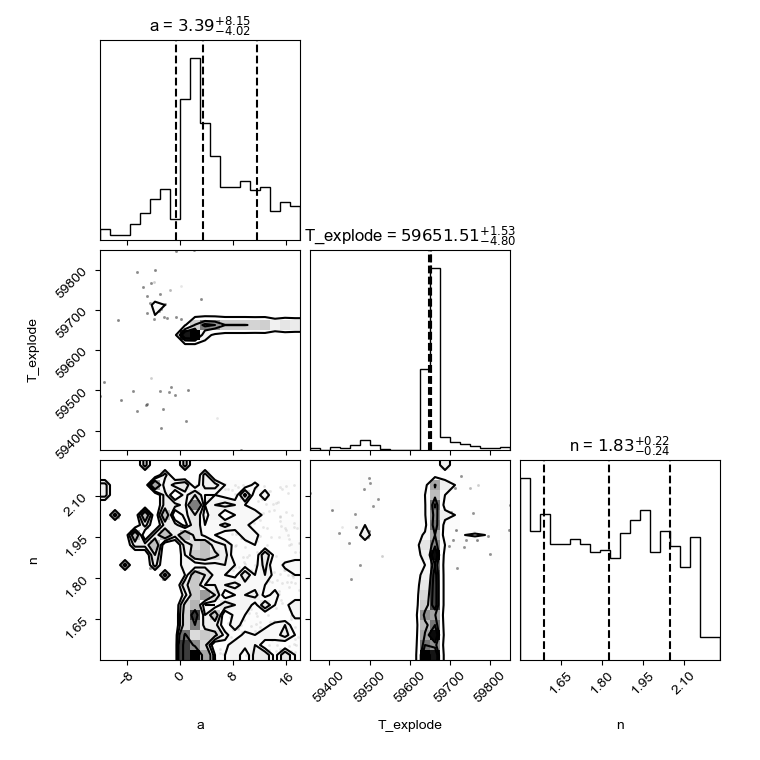 a = 3.39+8.15−4.02
T_explode = 59651.51+1.53−4.80
59800
59700
59600
59500
59400
T_explode
n = 1.83+0.22−0.24
2.10
1.95
1.80
1.65
n
−8 0 8 16
59400 59500 59600 59700 59800
1.65 1.80 1.95 2.10
a T_explode n